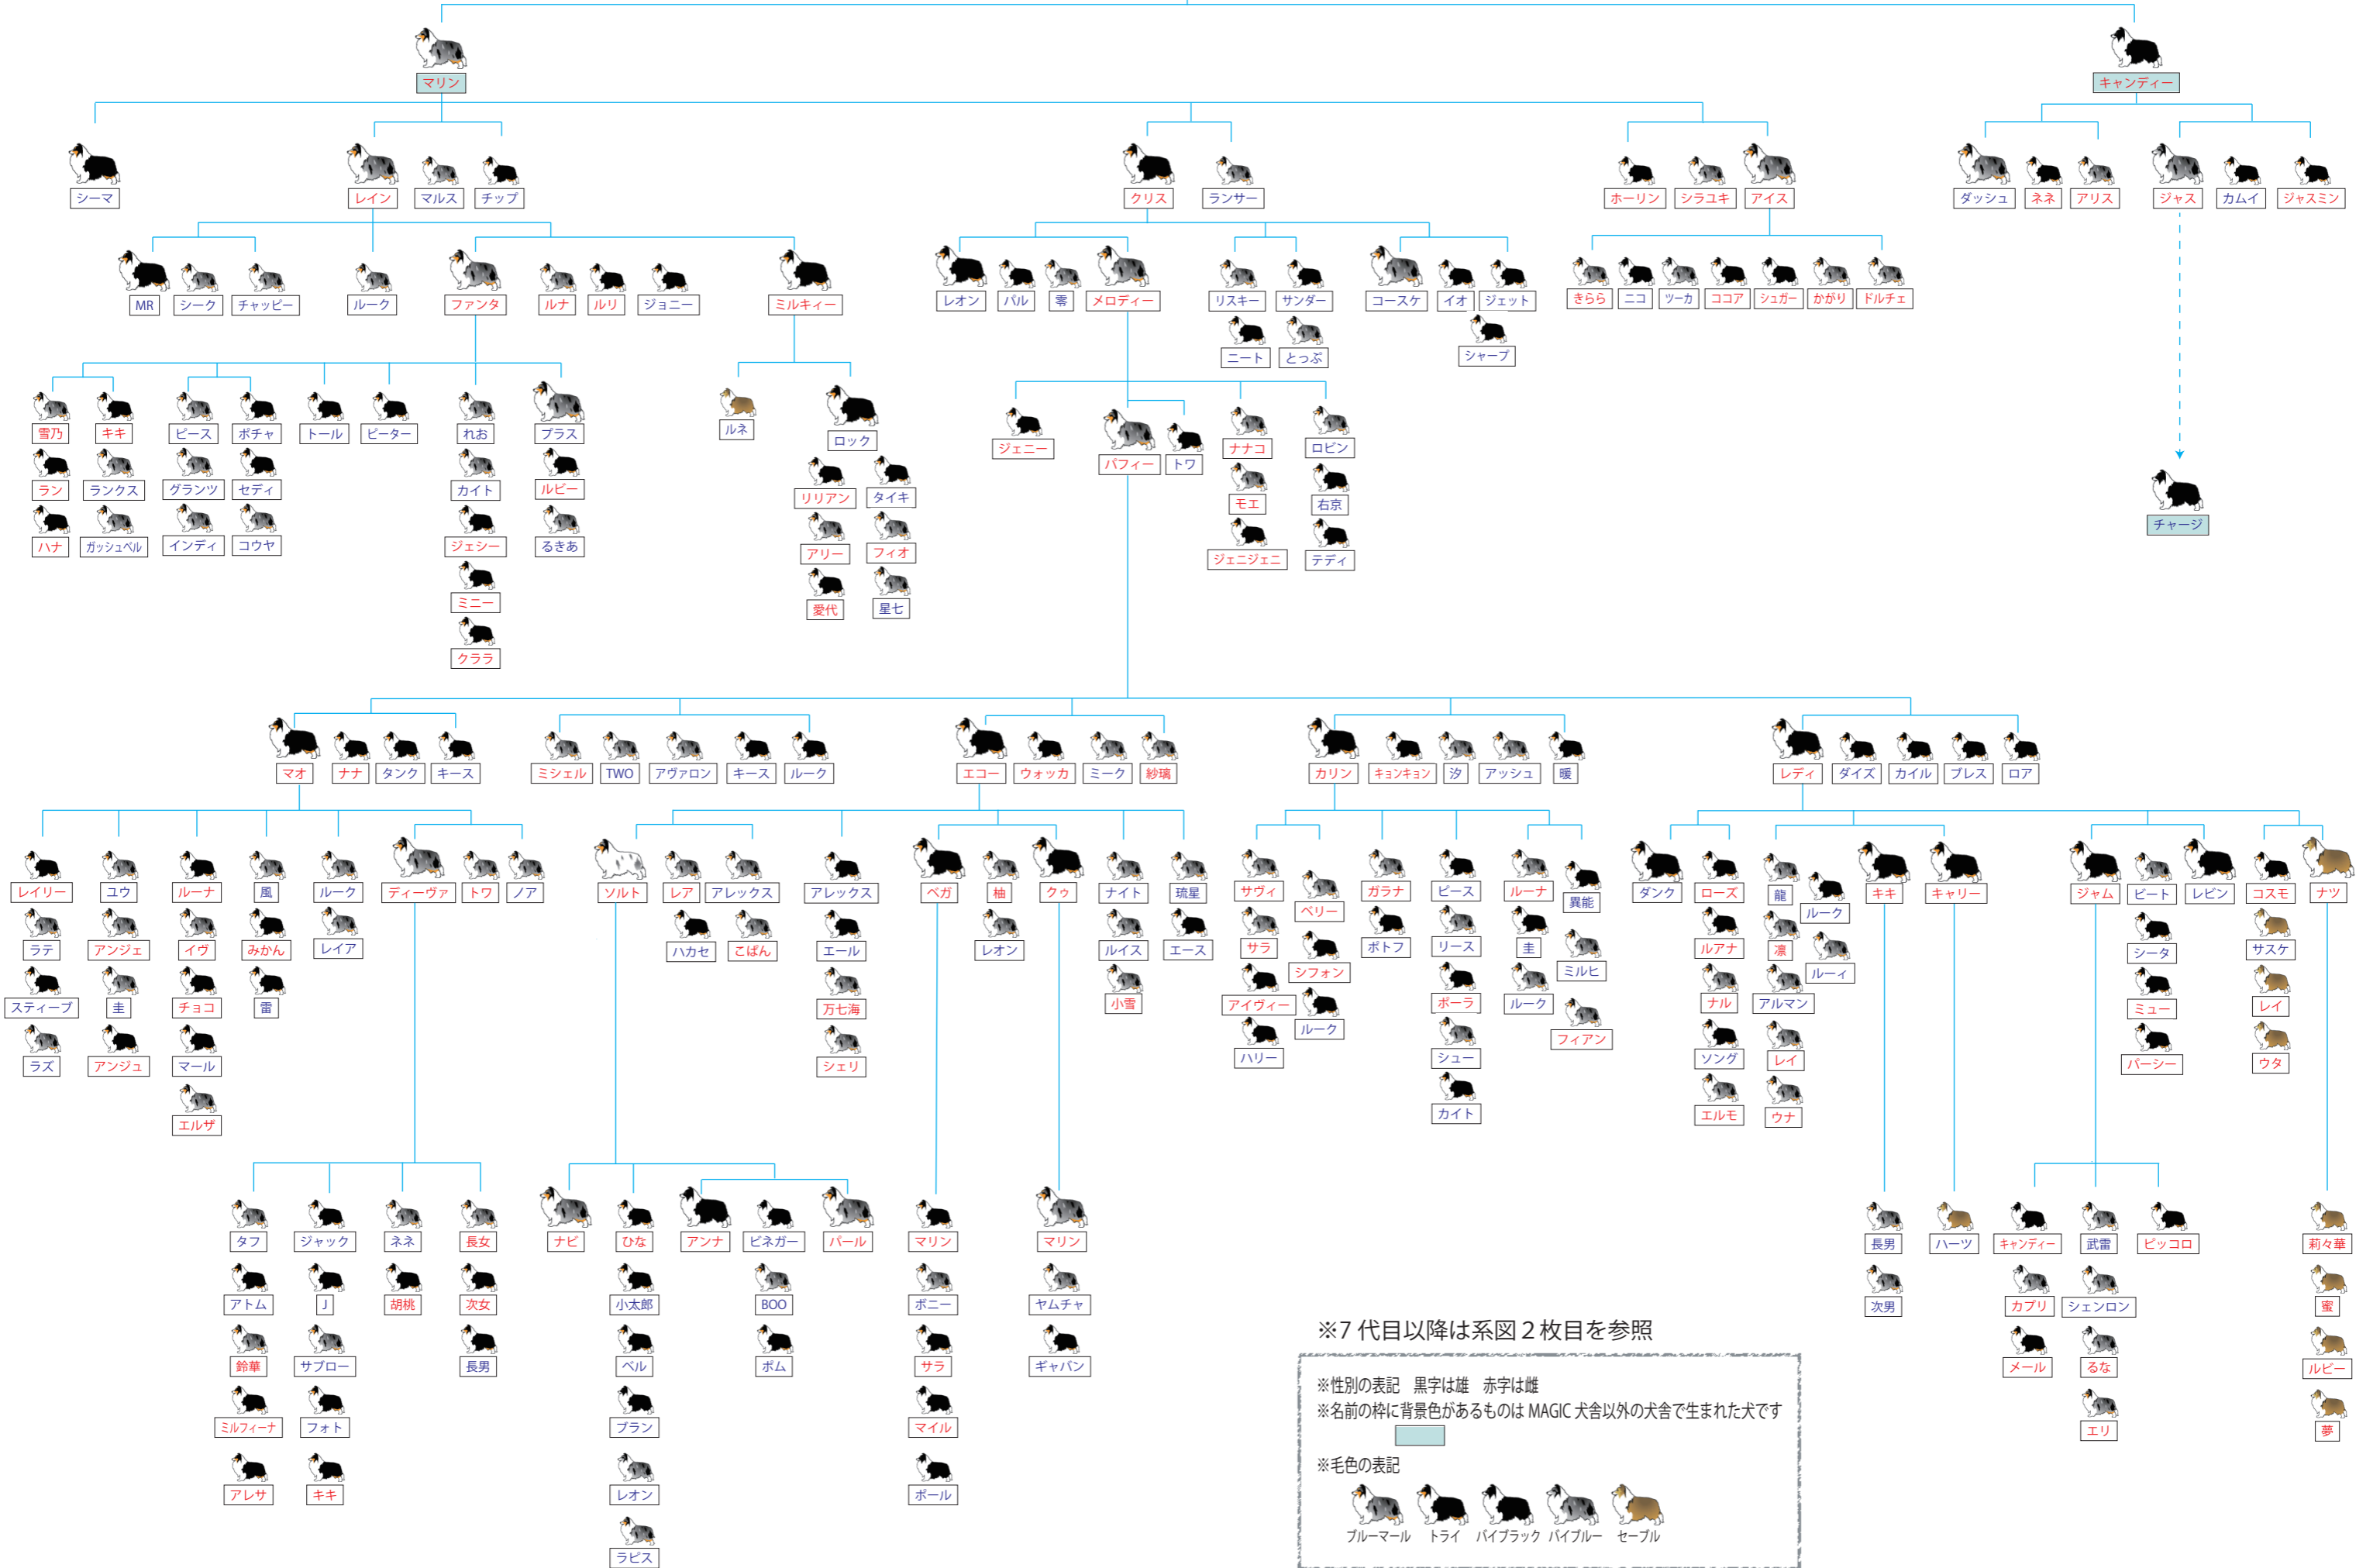 マリン
キャンディー
シーマ
レイン
マルス
チップ
クリス
ランサー
ホーリン
シラユキ
アイス
ダッシュ
ネネ
アリス
ジャス
カムイ
ジャスミン
MR
シーク
チャッピー
ルーク
ファンタ
ルナ
ルリ
ジョニー
ミルキィー
レオン
パル
零
メロディー
リスキー
サンダー
コースケ
イオ
ジェット
きらら
ニコ
ツーカ
ココア
シュガー
かがり
ドルチェ
ニート
とっぷ
シャープ
雪乃
キキ
ピース
ボチャ
トール
ピーター
れお
プラス
ルネ
ロック
ジェニー
パフィー
トワ
ナナコ
ロビン
ラン
ランクス
グランツ
セディ
カイト
ルビー
リリアン
タイキ
モエ
右京
チャージ
ハナ
ガッシュベル
インディ
コウヤ
ジェシー
るきあ
アリー
フィオ
ジェニジェニ
テディ
ミニー
愛代
星七
クララ
マオ
ナナ
タンク
キース
ミシェル
TWO
アヴァロン
キース
ルーク
エコー
ウォッカ
ミーク
紗璃
カリン
キョンキョン
汐
アッシュ
暖
レディ
ダイズ
カイル
ブレス
ロア
レイリー
ユウ
ルーナ
風
ルーク
ディーヴァ
トワ
ノア
ソルト
レア
アレックス
アレックス
ベガ
柚
クゥ
ナイト
琉星
サヴィ
ベリー
ガラナ
ピース
ルーナ
異能
ダンク
ローズ
龍
ルーク
キキ
キャリー
ジャム
ビート
レビン
コスモ
ナツ
ラテ
アンジェ
イヴ
みかん
レイア
ハカセ
こぱん
エール
レオン
ルイス
エース
サラ
シフォン
ボトフ
リース
圭
ミルヒ
ルアナ
凛
ルーィ
シータ
サスケ
スティーブ
圭
チョコ
雷
万七海
小雪
アイヴィー
ルーク
ポーラ
ルーク
フィアン
ナル
アルマン
ミュー
レイ
ラズ
アンジュ
マール
シェリ
ハリー
シュー
ソング
レイ
パーシー
ウタ
エルザ
カイト
エルモ
ウナ
タフ
ジャック
ネネ
長女
ナビ
ひな
アンナ
ビネガー
パール
マリン
マリン
長男
ハーツ
キャンディー
武雷
ピッコロ
莉々華
アトム
J
胡桃
次女
小太郎
BOO
ボニー
ヤムチャ
次男
カプリ
シェンロン
蜜
鈴華
サブロー
長男
ベル
ポム
サラ
ギャバン
メール
るな
ルビー
ミルフィーナ
フォト
ブラン
マイル
エリ
夢
アレサ
キキ
レオン
ポール
ラピス
※7 代目以降は系図２枚目を参照
※性別の表記　黒字は雄　赤字は雌
※名前の枠に背景色があるものは MAGIC 犬舎以外の犬舎で生まれた犬です
※毛色の表記
ブルーマール　トライ　バイブラック　バイブルー　セーブル